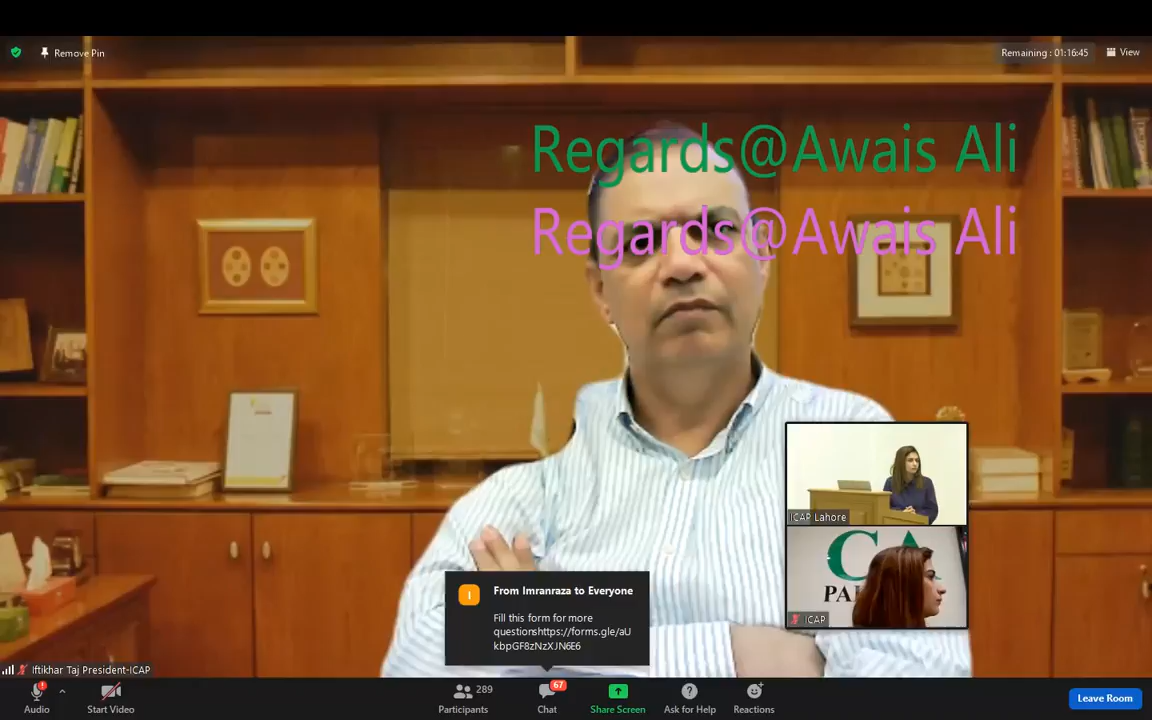 Remove Pin
Remaining : 01:16:45
View
Regards@Awais Ali
Regards@Awais Ali
ICAP Lahore
CA
PA
ICAP
I
From Imranraza to Everyone
Fill this form for more
questionshttps://forms.gle/aU
kbpGF8zNzXJN6E6
Iftikhar Taj President-ICAP
Audio
Start Video
289
Participants
67
Chat
Share Screen
Ask for Help
Reactions
Leave Room